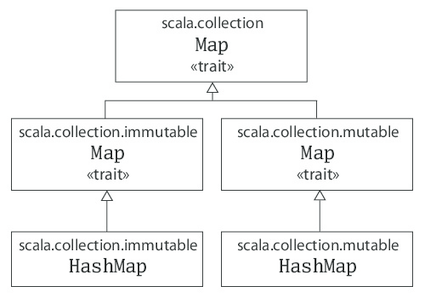 scala.collection
Map
«trait»
scala.collection.immutable
Map
«trait»
scala.collection.mutable
Map
«trait»
scala.collection.immutable
HashMap
scala.collection.mutable
HashMap